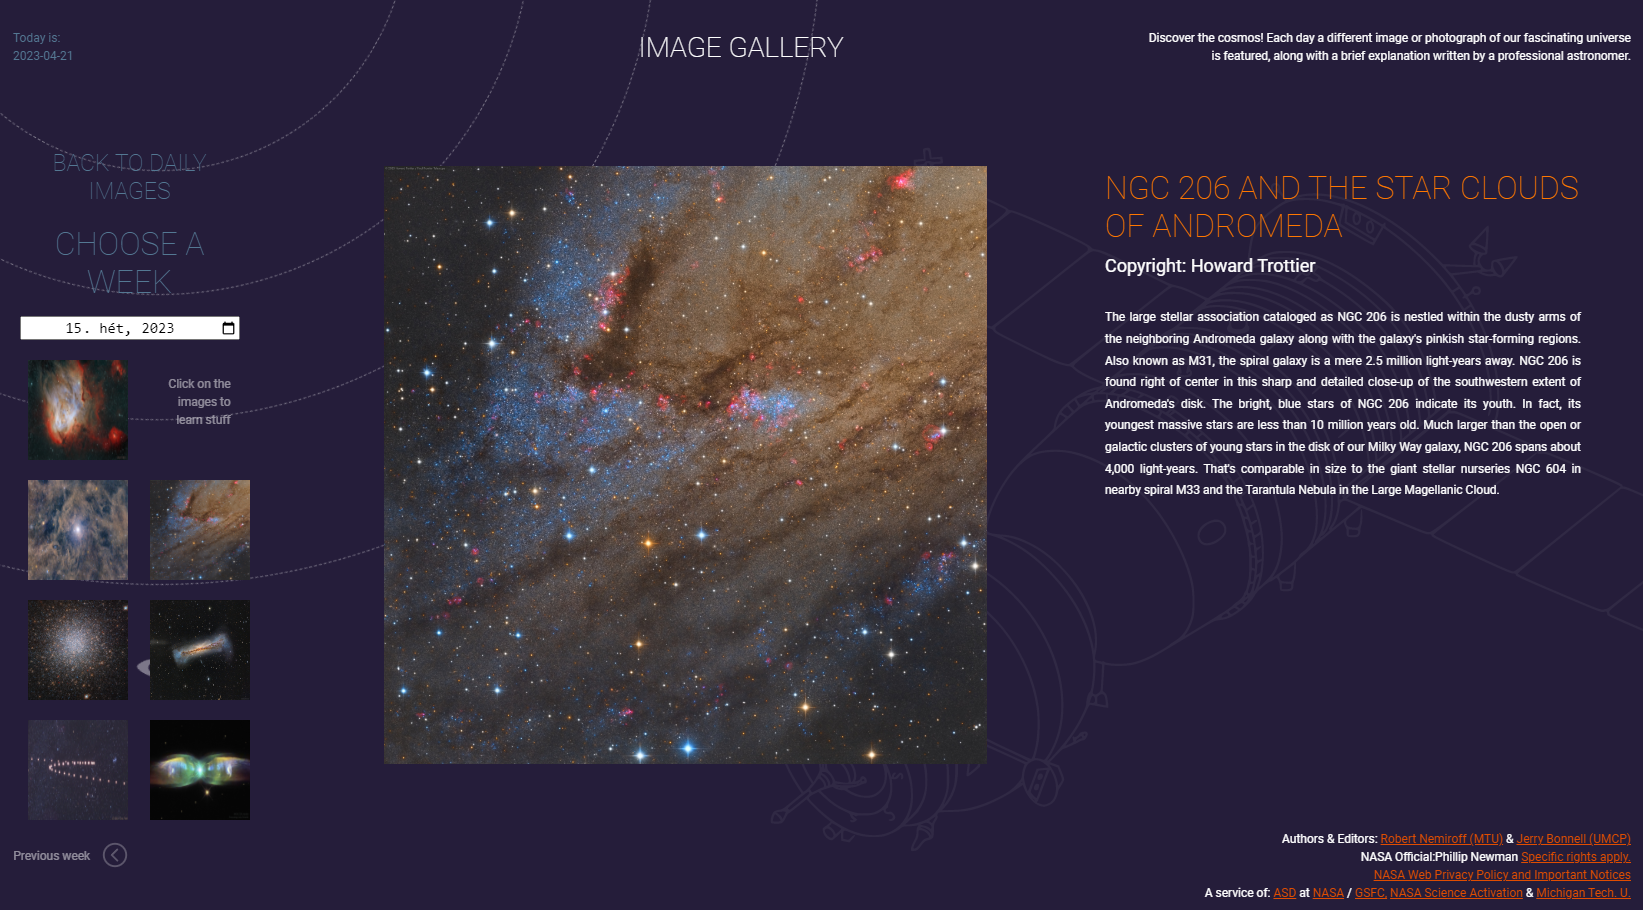 Today is:
2023-04-21
IMAGE GALLERY
Discover the cosmos! Each day a different image or photograph of our fascinating universe
is featured, along with a brief explanation written by a professional astronomer.
BACK TO DAILY
IMAGES
CHOOSE A
WEEK
15. hét, 2023
Click on the
images to
learn stuff
Previous week
NGC 206 AND THE STAR CLOUDS
OF ANDROMEDA
Copyright: Howard Trottier
The large stellar association cataloged as NGC 206 is nestled within the dusty arms of
the neighboring Andromeda galaxy along with the galaxy's pinkish star-forming regions.
Also known as M31, the spiral galaxy is a mere 2.5 million light-years away. NGC 206 is
found right of center in this sharp and detailed close-up of the southwestern extent of
Andromeda's disk. The bright, blue stars of NGC 206 indicate its youth. In fact, its
youngest massive stars are less than 10 million years old. Much larger than the open or
galactic clusters of young stars in the disk of our Milky Way galaxy, NGC 206 spans about
4,000 light-years. That's comparable in size to the giant stellar nurseries NGC 604 in
nearby spiral M33 and the Tarantula Nebula in the Large Magellanic Cloud.
Authors & Editors: Robert Nemiroff (MTU) & Jerry Bonnell (UMCP)
NASA Official:Phillip Newman Specific rights apply.
NASA Web Privacy Policy and Important Notices
A service of: ASD at NASA / GSFC, NASA Science Activation & Michigan Tech. U.